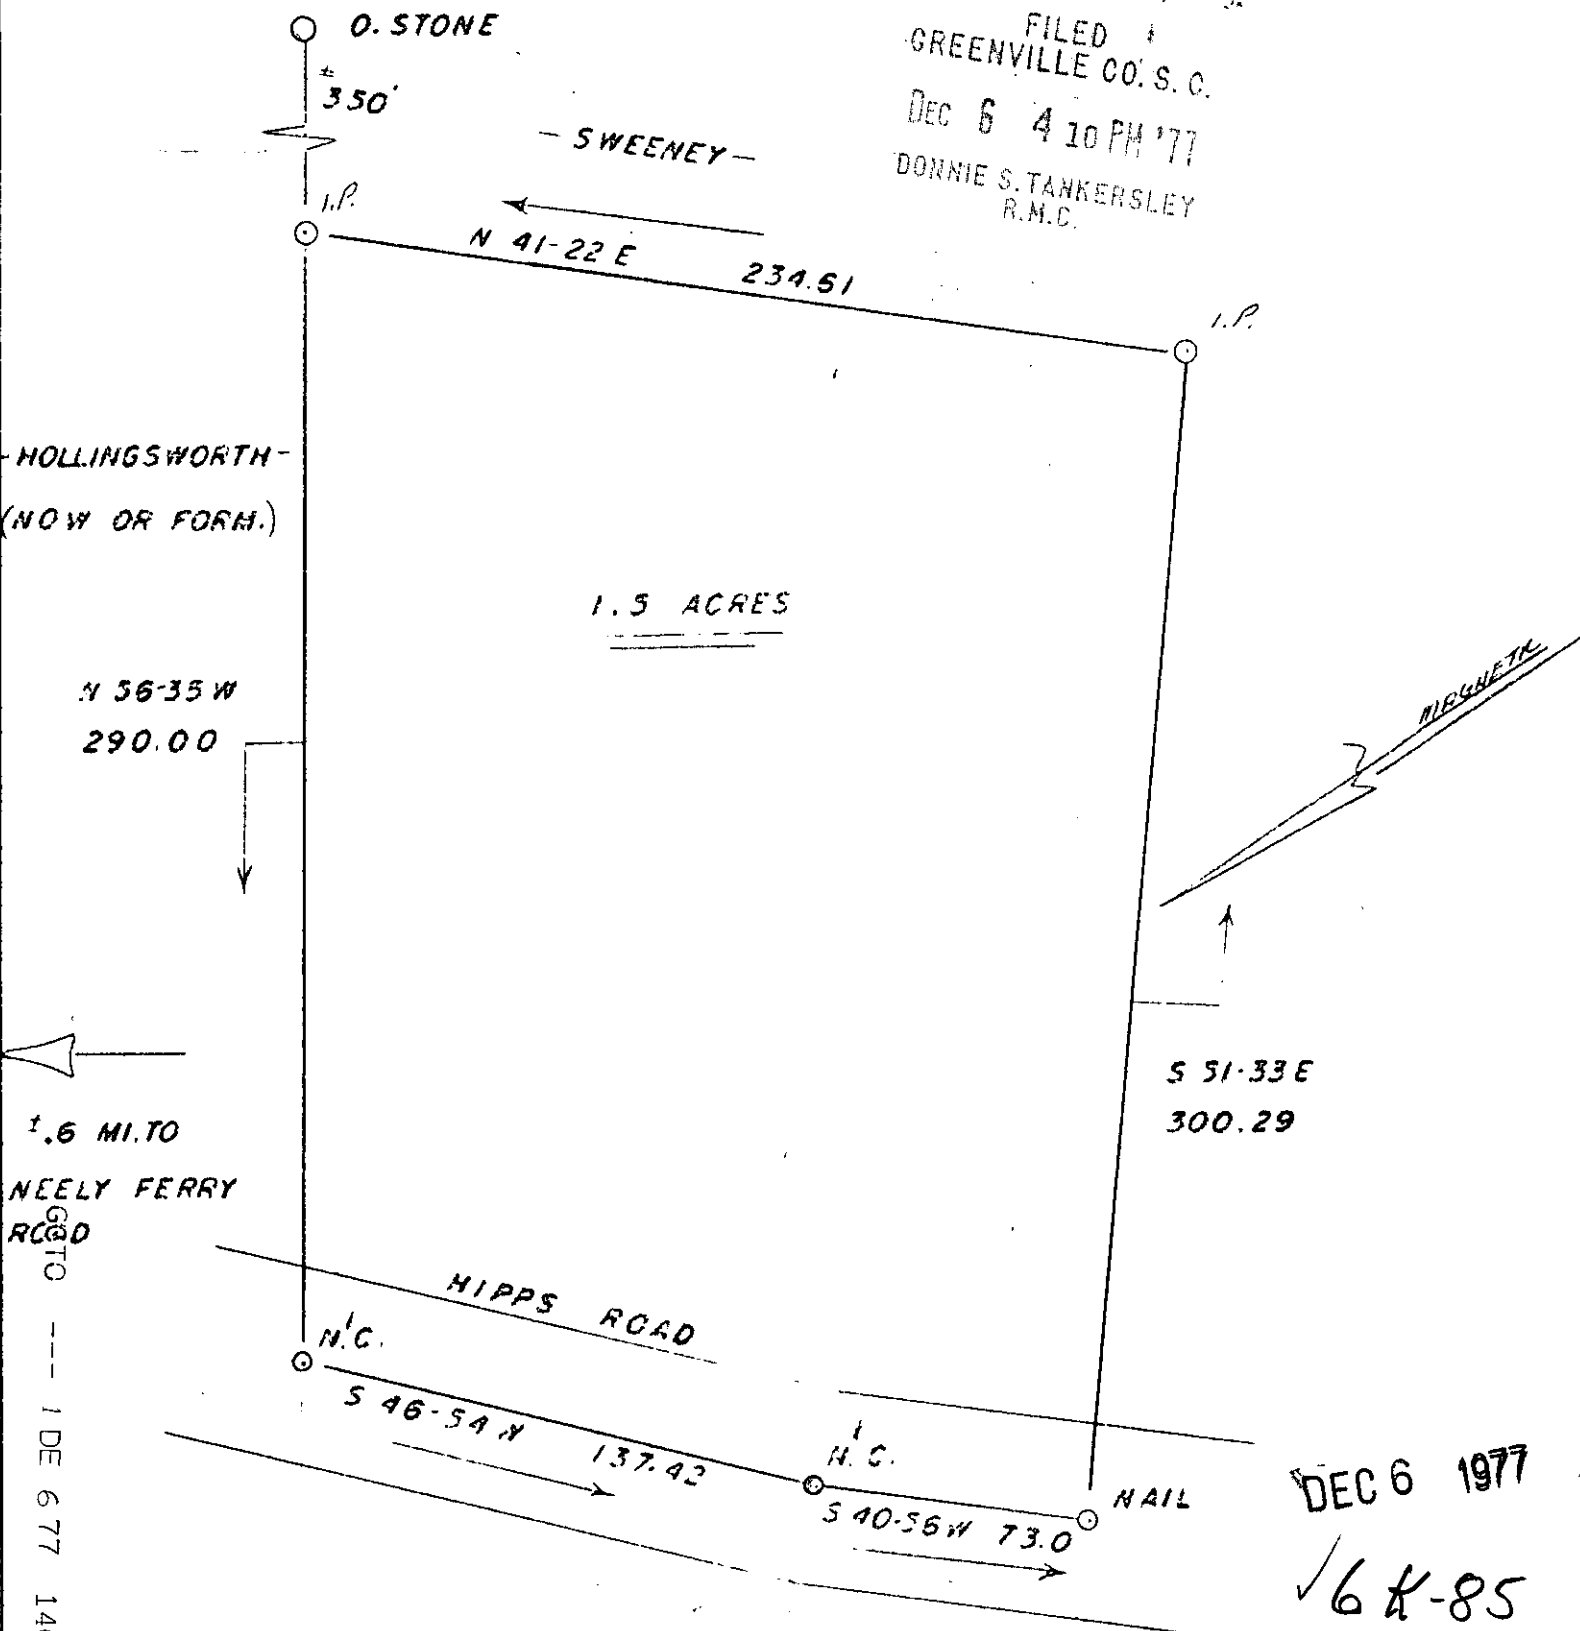 O. STONE
± 350'
FILED
GREENVILLE CO. S. C.
DEC 6 4 10 PM '77
DONNIE S. TANKERSLEY
R.M.C.
- SWEENEY -
I.P.
N 41-22 E 234.61
I.P.
- HOLLINGSWORTH -
(NOW OR FORM.)
1.5 ACRES
N 56-35 W
290.00
MAGNETIC
S 51-33 E
300.29
±.6 MI. TO
NEELY FERRY
ROAD
HIPPS ROAD
N.C.
S 46-54 W 137.42
N.C.
S 40-56 W 73.0
NAIL
DEC 6 1977
✓6 K-85
GCTO --- 1 DE 6 77